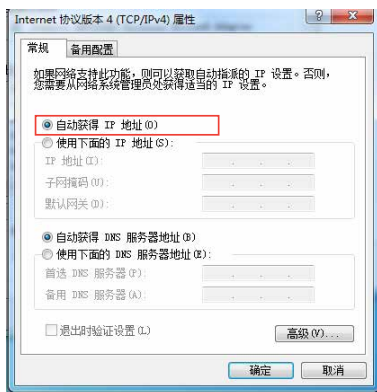 Internet 协议版本 4 (TCP/IPv4) 属性
常规
备用配置
如果网络支持此功能，则可以获取自动指派的 IP 设置。否则，
您需要从网络系统管理员处获得适当的 IP 设置。
自动获得 IP 地址(O)
使用下面的 IP 地址(S):
IP 地址(I):
子网掩码(U):
默认网关(D):
自动获得 DNS 服务器地址(B)
使用下面的 DNS 服务器地址(E):
首选 DNS 服务器(P):
备用 DNS 服务器(A):
退出时验证设置(L)
高级(V)...
确定
取消